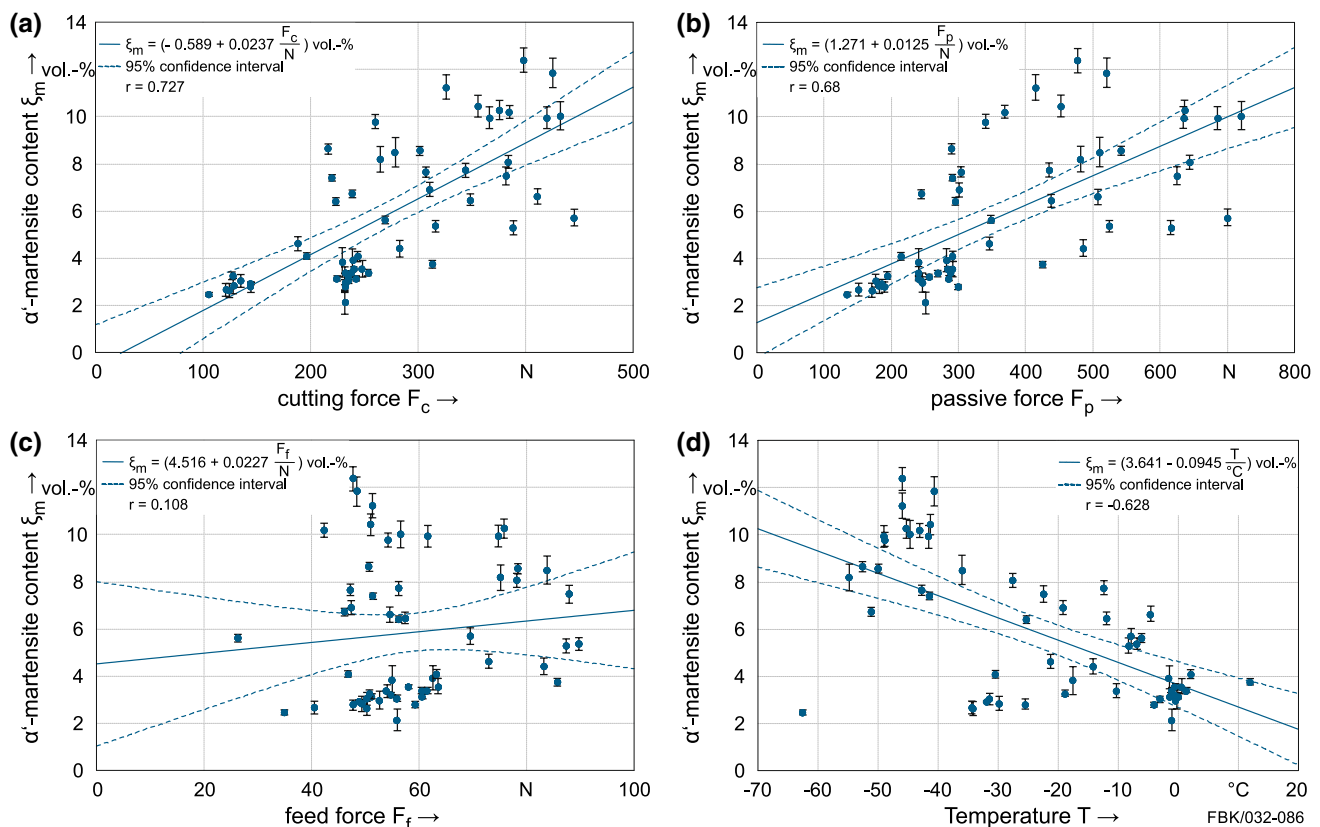 (a)
ξm = (- 0.589 + 0.0237 Fc/N) vol.-%
95% confidence interval
r = 0.727
α‘-martensite content ξm → vol.-%
14
12
10
8
6
4
2
0
0 100 200 300 N 500
cutting force Fc →
(b)
ξm = (1.271 + 0.0125 Fp/N) vol.-%
95% confidence interval
r = 0.68
α‘-martensite content ξm → vol.-%
14
12
10
8
6
4
2
0
0 100 200 300 400 500 600 N 800
passive force Fp →
(c)
ξm = (4.516 + 0.0227 Ff/N) vol.-%
95% confidence interval
r = 0.108
α‘-martensite content ξm → vol.-%
14
12
10
8
6
4
2
0
0 20 40 60 N 100
feed force Ff →
(d)
ξm = (3.641 - 0.0945 T/°C) vol.-%
95% confidence interval
r = -0.628
α‘-martensite content ξm → vol.-%
14
12
10
8
6
4
2
0
-70 -60 -50 -40 -30 -20 -10 0 °C 20
Temperature T →
FBK/032-086